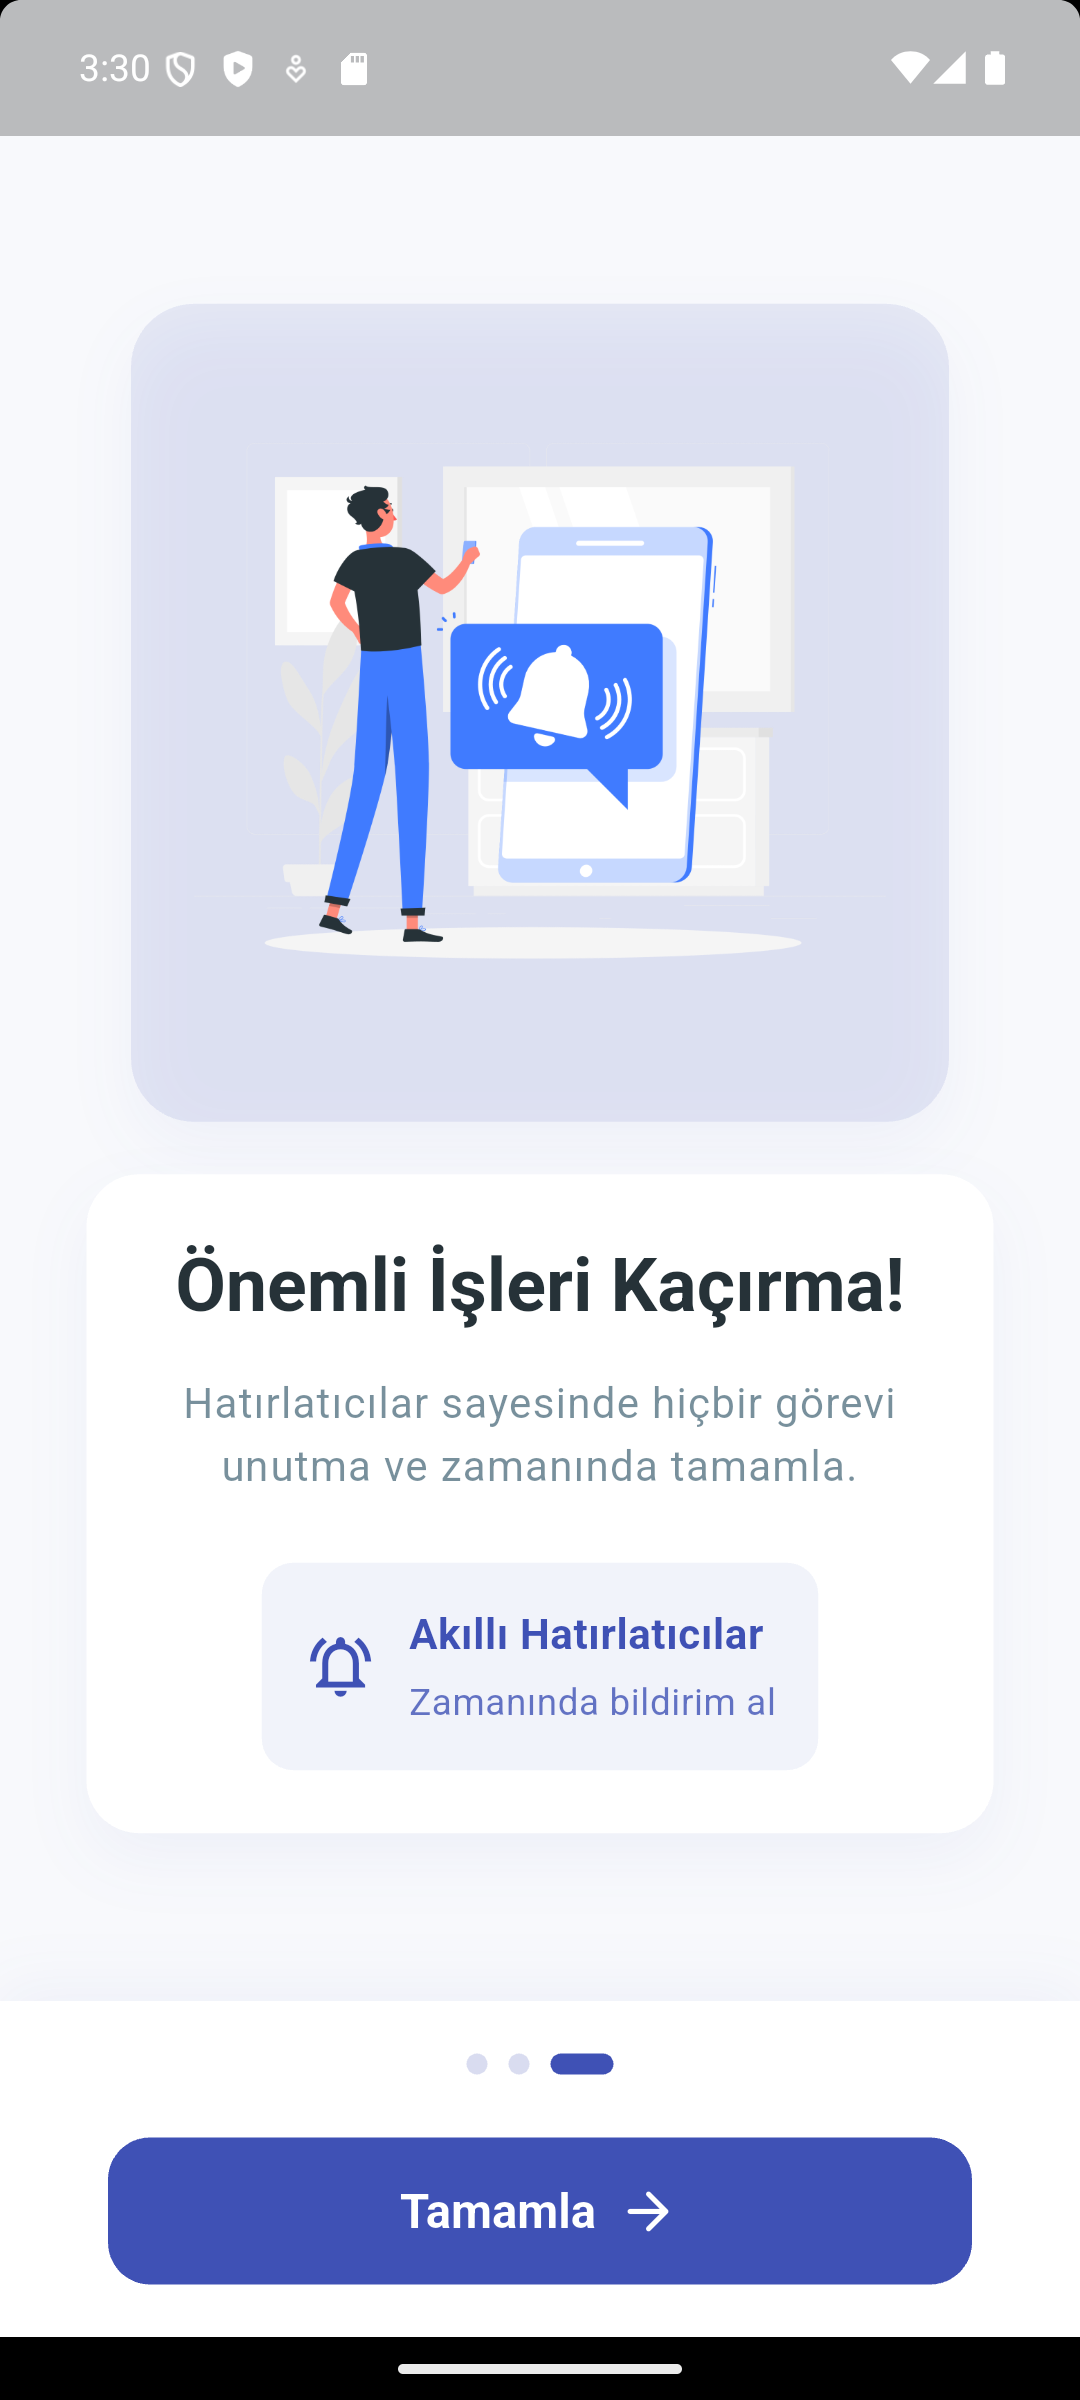 3:30
Önemli İşleri Kaçırma!
Hatırlatıcılar sayesinde hiçbir görevi
unutma ve zamanında tamamla.
Akıllı Hatırlatıcılar
Zamanında bildirim al
Tamamla